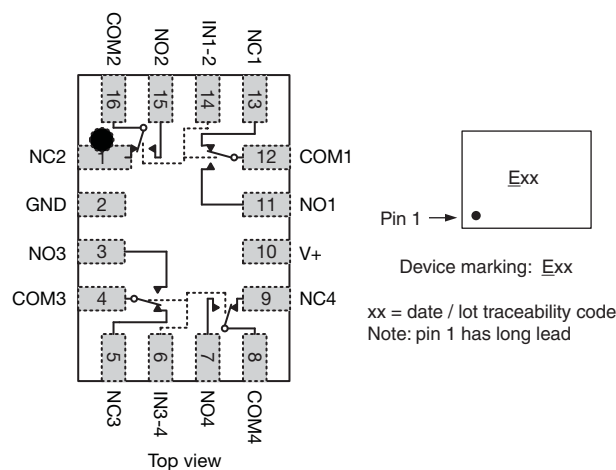 COM2
NO2
IN1-2
NC1
16
15
14
13
NC2
1
12
COM1
GND
2
11
NO1
NO3
3
10
V+
COM3
4
9
NC4
5
6
7
8
NC3
IN3-4
NO4
COM4
Top view
Exx
Pin 1
Device marking: Exx
xx = date / lot traceability code
Note: pin 1 has long lead